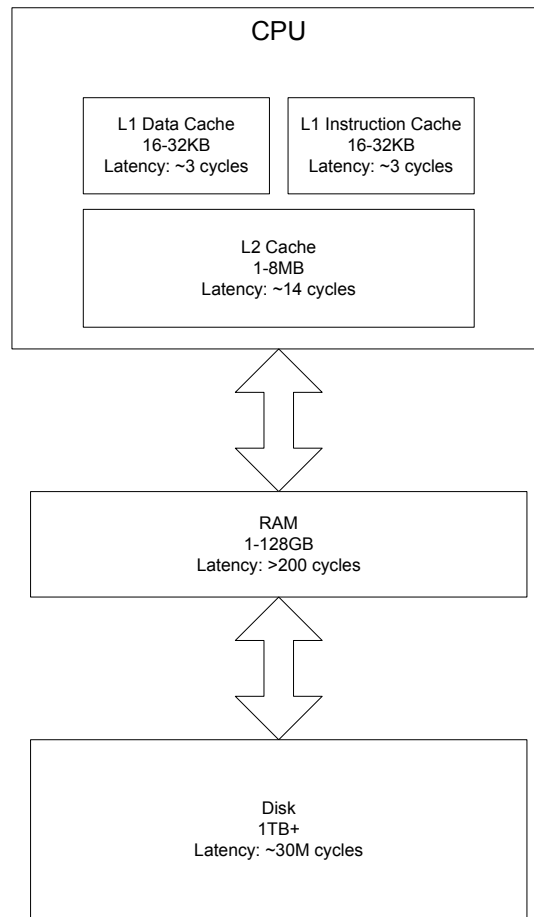 CPU
L1 Data Cache
16-32KB
Latency: ~3 cycles
L1 Instruction Cache
16-32KB
Latency: ~3 cycles
L2 Cache
1-8MB
Latency: ~14 cycles
RAM
1-128GB
Latency: >200 cycles
Disk
1TB+
Latency: ~30M cycles